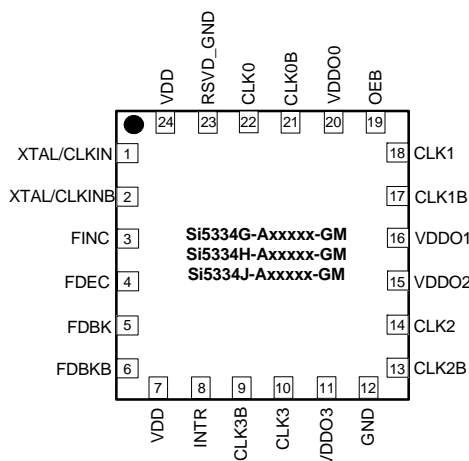 VDD
RSVD_GND
CLK0
CLK0B
VDDO0
OEB
24
23
22
21
20
19
XTAL/CLKIN
1
XTAL/CLKINB
2
FINC
3
FDEC
4
FDBK
5
FDBKB
6
Si5334G-Axxxxx-GM
Si5334H-Axxxxx-GM
Si5334J-Axxxxx-GM
18
CLK1
17
CLK1B
16
VDDO1
15
VDDO2
14
CLK2
13
CLK2B
7
8
9
10
11
12
VDD
INTR
CLK3B
CLK3
VDDO3
GND